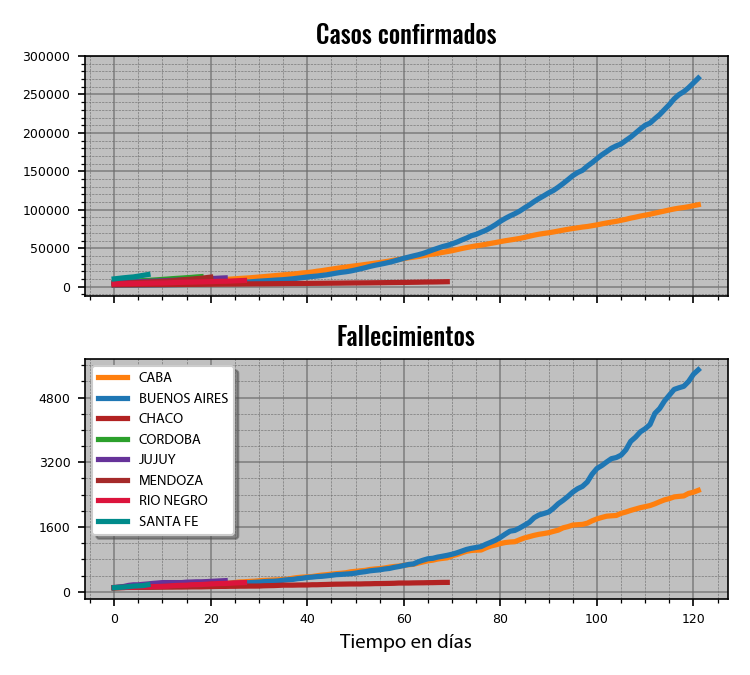 Casos confirmados
300000
250000
200000
150000
100000
50000
0
Fallecimientos
4800
3200
1600
0
CABA
BUENOS AIRES
CHACO
CORDOBA
JUJUY
MENDOZA
RIO NEGRO
SANTA FE
0 20 40 60 80 100 120
Tiempo en días